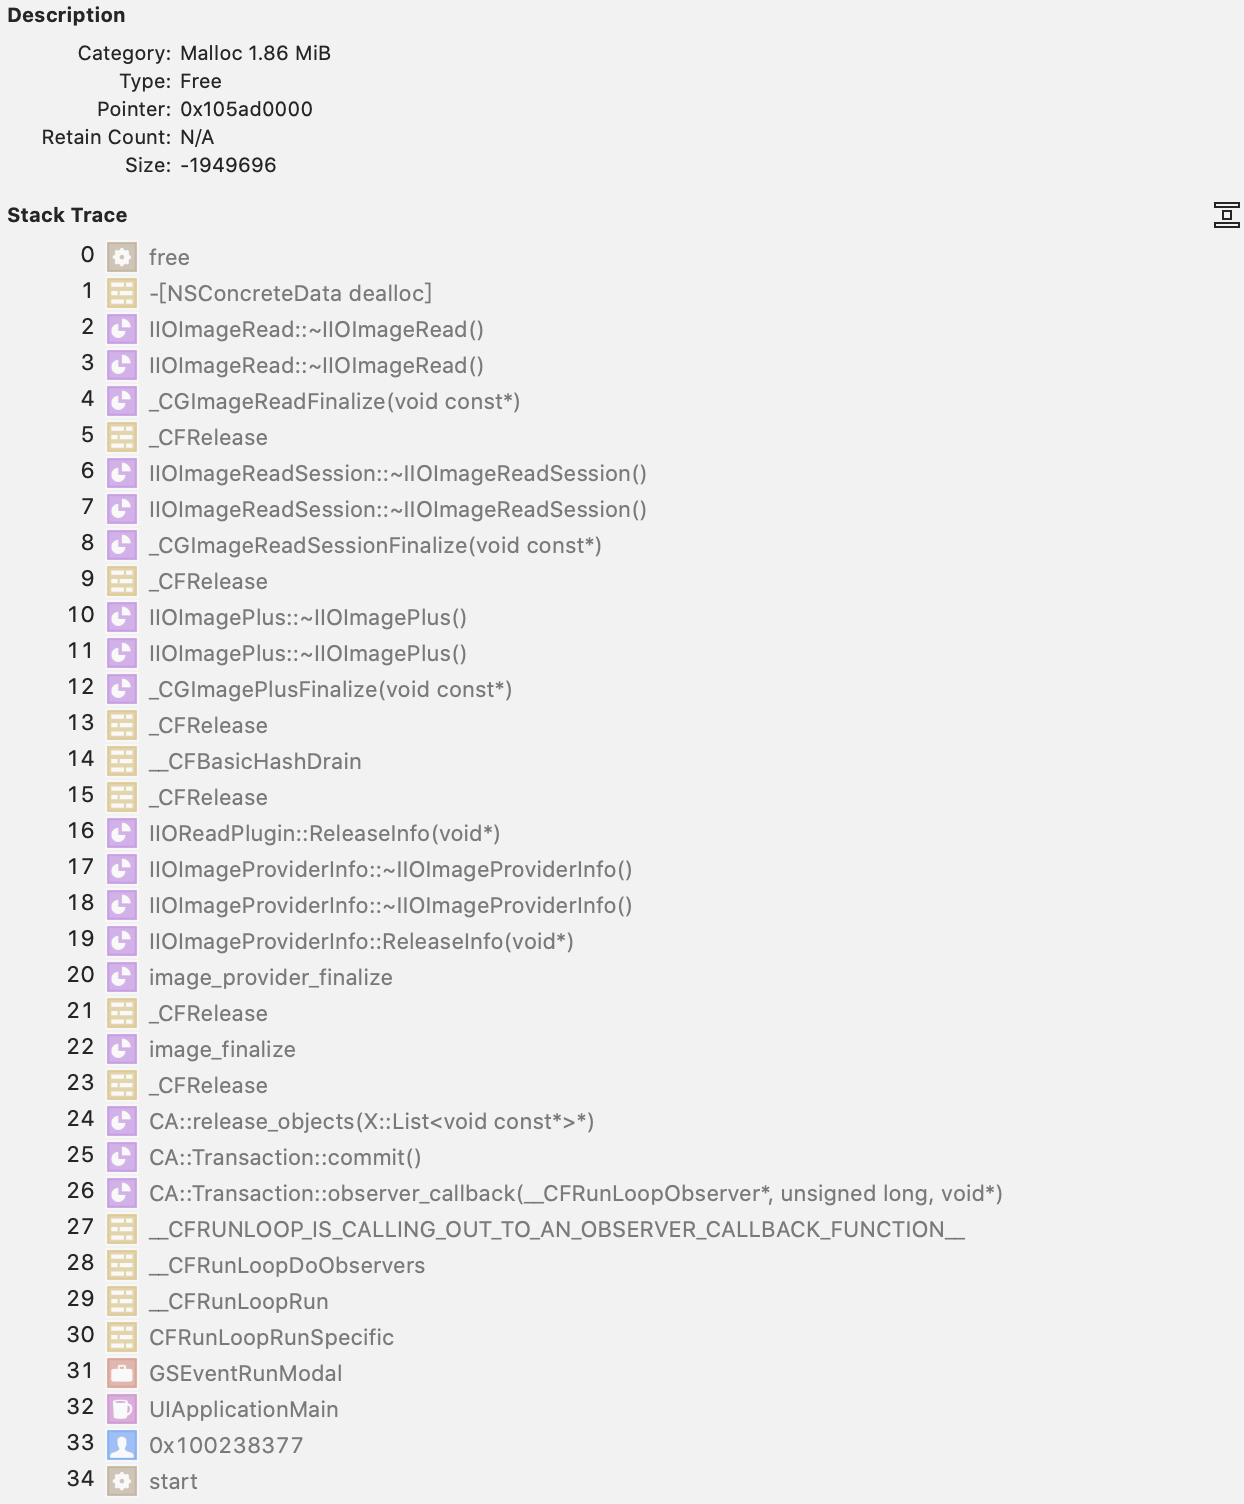 Description
Category: Malloc 1.86 MiB
Type: Free
Pointer: 0x105ad0000
Retain Count: N/A
Size: -1949696
Stack Trace
0 free
1 -[NSConcreteData dealloc]
2 IIOImageRead::~IIOImageRead()
3 IIOImageRead::~IIOImageRead()
4 _CGImageReadFinalize(void const*)
5 _CFRelease
6 IIOImageReadSession::~IIOImageReadSession()
7 IIOImageReadSession::~IIOImageReadSession()
8 _CGImageReadSessionFinalize(void const*)
9 _CFRelease
10 IIOImagePlus::~IIOImagePlus()
11 IIOImagePlus::~IIOImagePlus()
12 _CGImagePlusFinalize(void const*)
13 _CFRelease
14 __CFBasicHashDrain
15 _CFRelease
16 IIOReadPlugin::ReleaseInfo(void*)
17 IIOImageProviderInfo::~IIOImageProviderInfo()
18 IIOImageProviderInfo::~IIOImageProviderInfo()
19 IIOImageProviderInfo::ReleaseInfo(void*)
20 image_provider_finalize
21 _CFRelease
22 image_finalize
23 _CFRelease
24 CA::release_objects(X::List<void const*>*)
25 CA::Transaction::commit()
26 CA::Transaction::observer_callback(__CFRunLoopObserver*, unsigned long, void*)
27 __CFRUNLOOP_IS_CALLING_OUT_TO_AN_OBSERVER_CALLBACK_FUNCTION__
28 __CFRunLoopDoObservers
29 __CFRunLoopRun
30 CFRunLoopRunSpecific
31 GSEventRunModal
32 UIApplicationMain
33 0x100238377
34 start